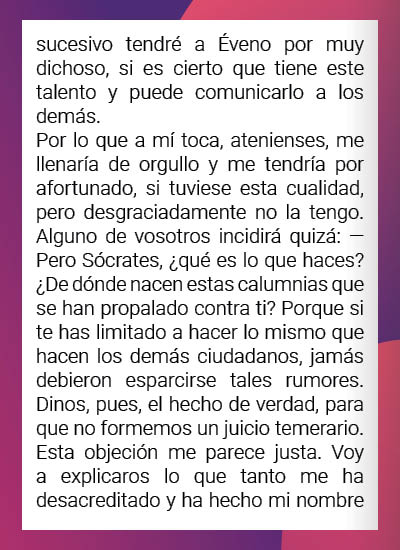 sucesivo tendré a Éveno por muy
dichoso, si es cierto que tiene este
talento y puede comunicarlo a los
demás.
Por lo que a mí toca, atenienses, me
llenaría de orgullo y me tendría por
afortunado, si tuviese esta cualidad,
pero desgraciadamente no la tengo.
Alguno de vosotros incidirá quizá: —
Pero Sócrates, ¿qué es lo que haces?
¿De dónde nacen estas calumnias que
se han propalado contra ti? Porque si
te has limitado a hacer lo mismo que
hacen los demás ciudadanos, jamás
debieron esparcirse tales rumores.
Dinos, pues, el hecho de verdad, para
que no formemos un juicio temerario.
Esta objeción me parece justa. Voy
a explicaros lo que tanto me ha
desacreditado y ha hecho mi nombre